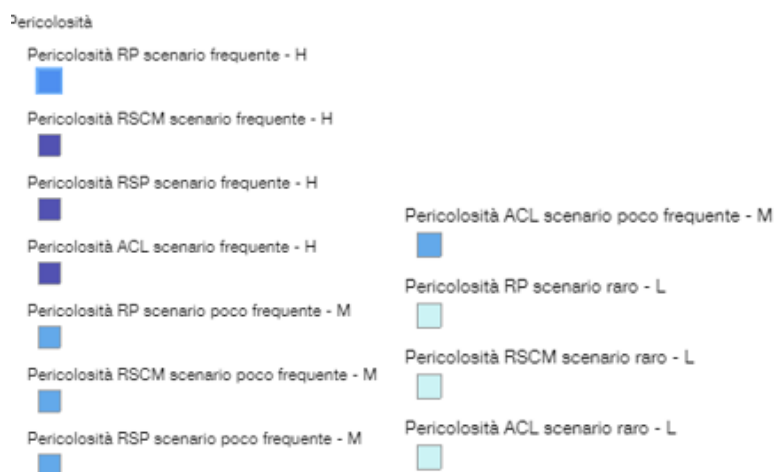 Pericolosità
Pericolosità RP scenario frequente - H
Pericolosità RSCM scenario frequente - H
Pericolosità RSP scenario frequente - H
Pericolosità ACL scenario frequente - H
Pericolosità RP scenario poco frequente - M
Pericolosità RSCM scenario poco frequente - M
Pericolosità RSP scenario poco frequente - M
Pericolosità ACL scenario poco frequente - M
Pericolosità RP scenario raro - L
Pericolosità RSCM scenario raro - L
Pericolosità ACL scenario raro - L